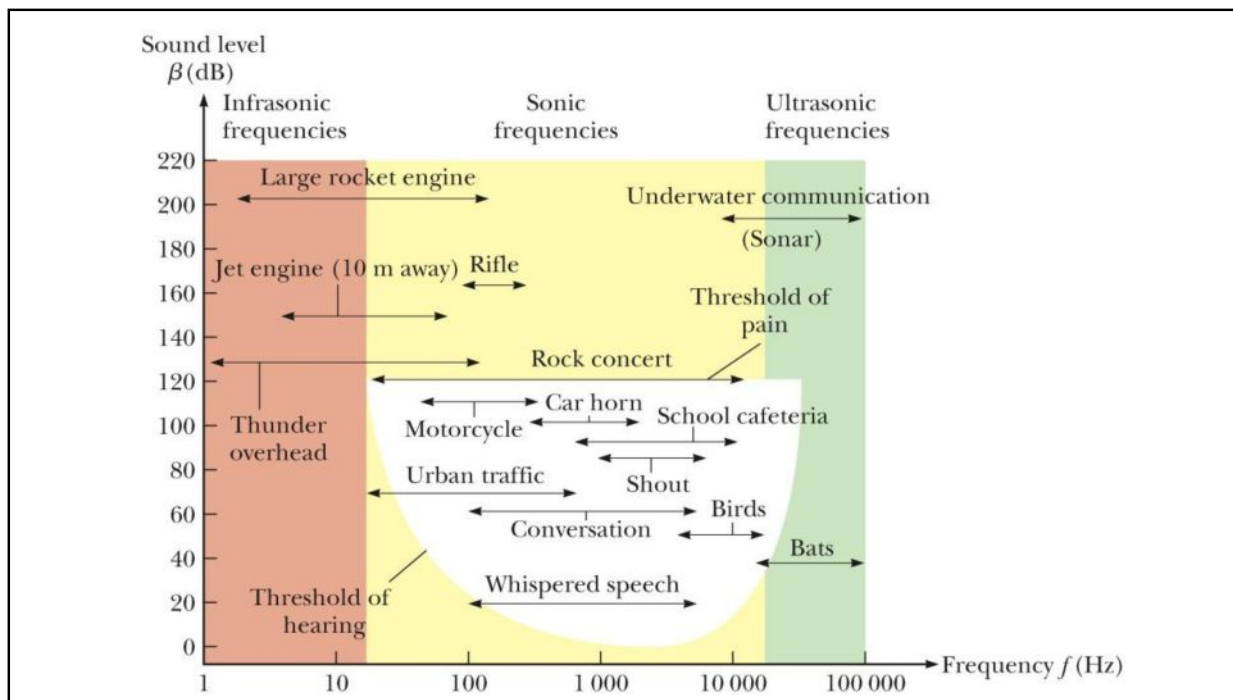 Sound level
β (dB)
Infrasonic
frequencies
Sonic
frequencies
Ultrasonic
frequencies
220
200
180
160
140
120
100
80
60
40
20
0
Large rocket engine
Underwater communication
(Sonar)
Jet engine (10 m away)
Rifle
Threshold of
pain
Rock concert
Thunder
overhead
Car horn
Motorcycle
School cafeteria
Urban traffic
Shout
Birds
Conversation
Bats
Whispered speech
Threshold of
hearing
1
10
100
1 000
10 000
100 000
Frequency f (Hz)